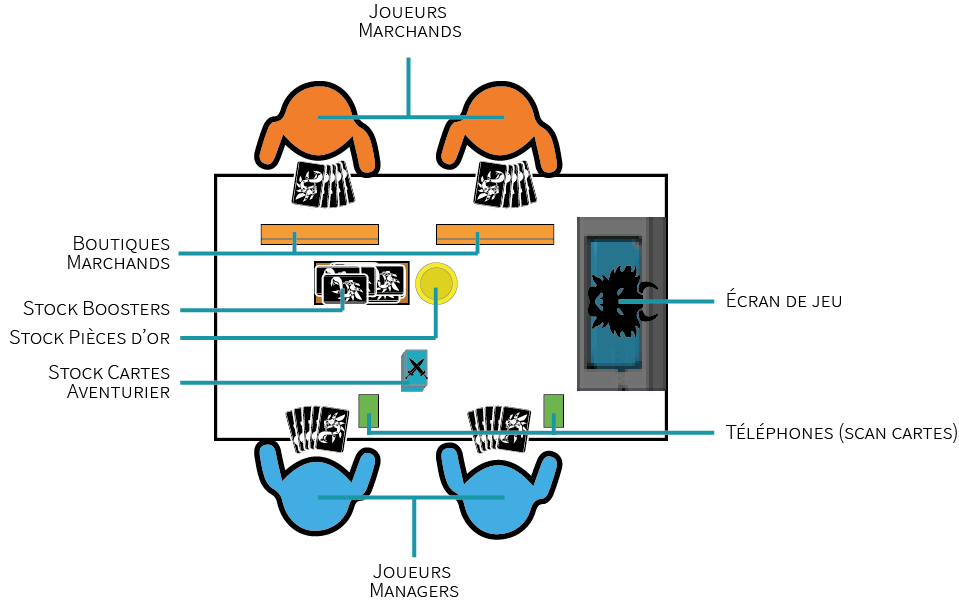 Joueurs
Marchands
Boutiques
Marchands
Stock Boosters
Stock Pièces d'or
Stock Cartes
Aventurier
Écran de jeu
Téléphones (scan cartes)
Joueurs
Managers